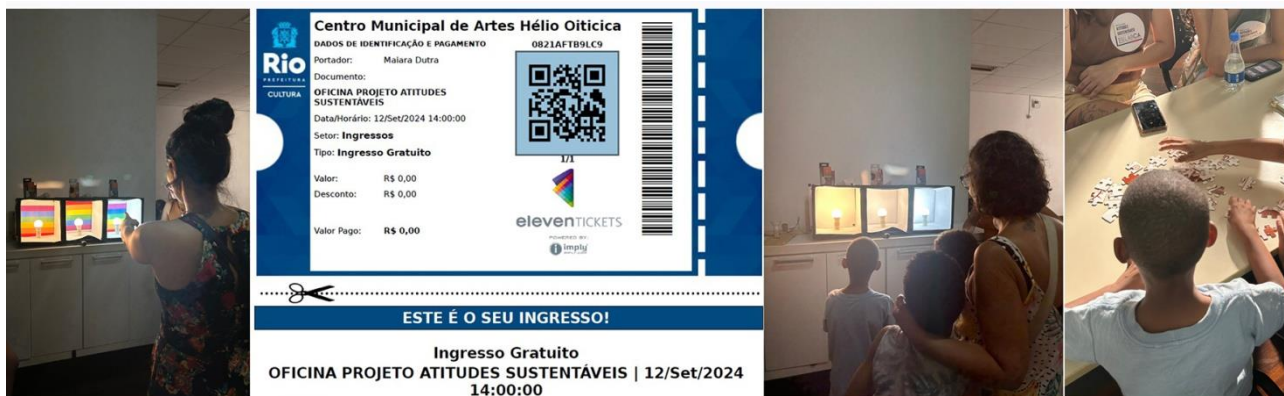 Rio
PREFEITURA
CULTURA
Centro Municipal de Artes Hélio Oiticica
DADOS DE IDENTIFICAÇÃO E PAGAMENTO
0821AFTB9LC9
Portador: Maiara Dutra
Documento:
OFICINA PROJETO ATITUDES
SUSTENTÁVEIS
Data/Horário: 12/Set/2024 14:00:00
Setor: Ingressos
Tipo: Ingresso Gratuito
1/1
Valor: R$ 0,00
Desconto: R$ 0,00
Valor Pago: R$ 0,00
elevenTICKETS
POWERED BY:
imply
ESTE É O SEU INGRESSO!
Ingresso Gratuito
OFICINA PROJETO ATITUDES SUSTENTÁVEIS | 12/Set/2024
14:00:00